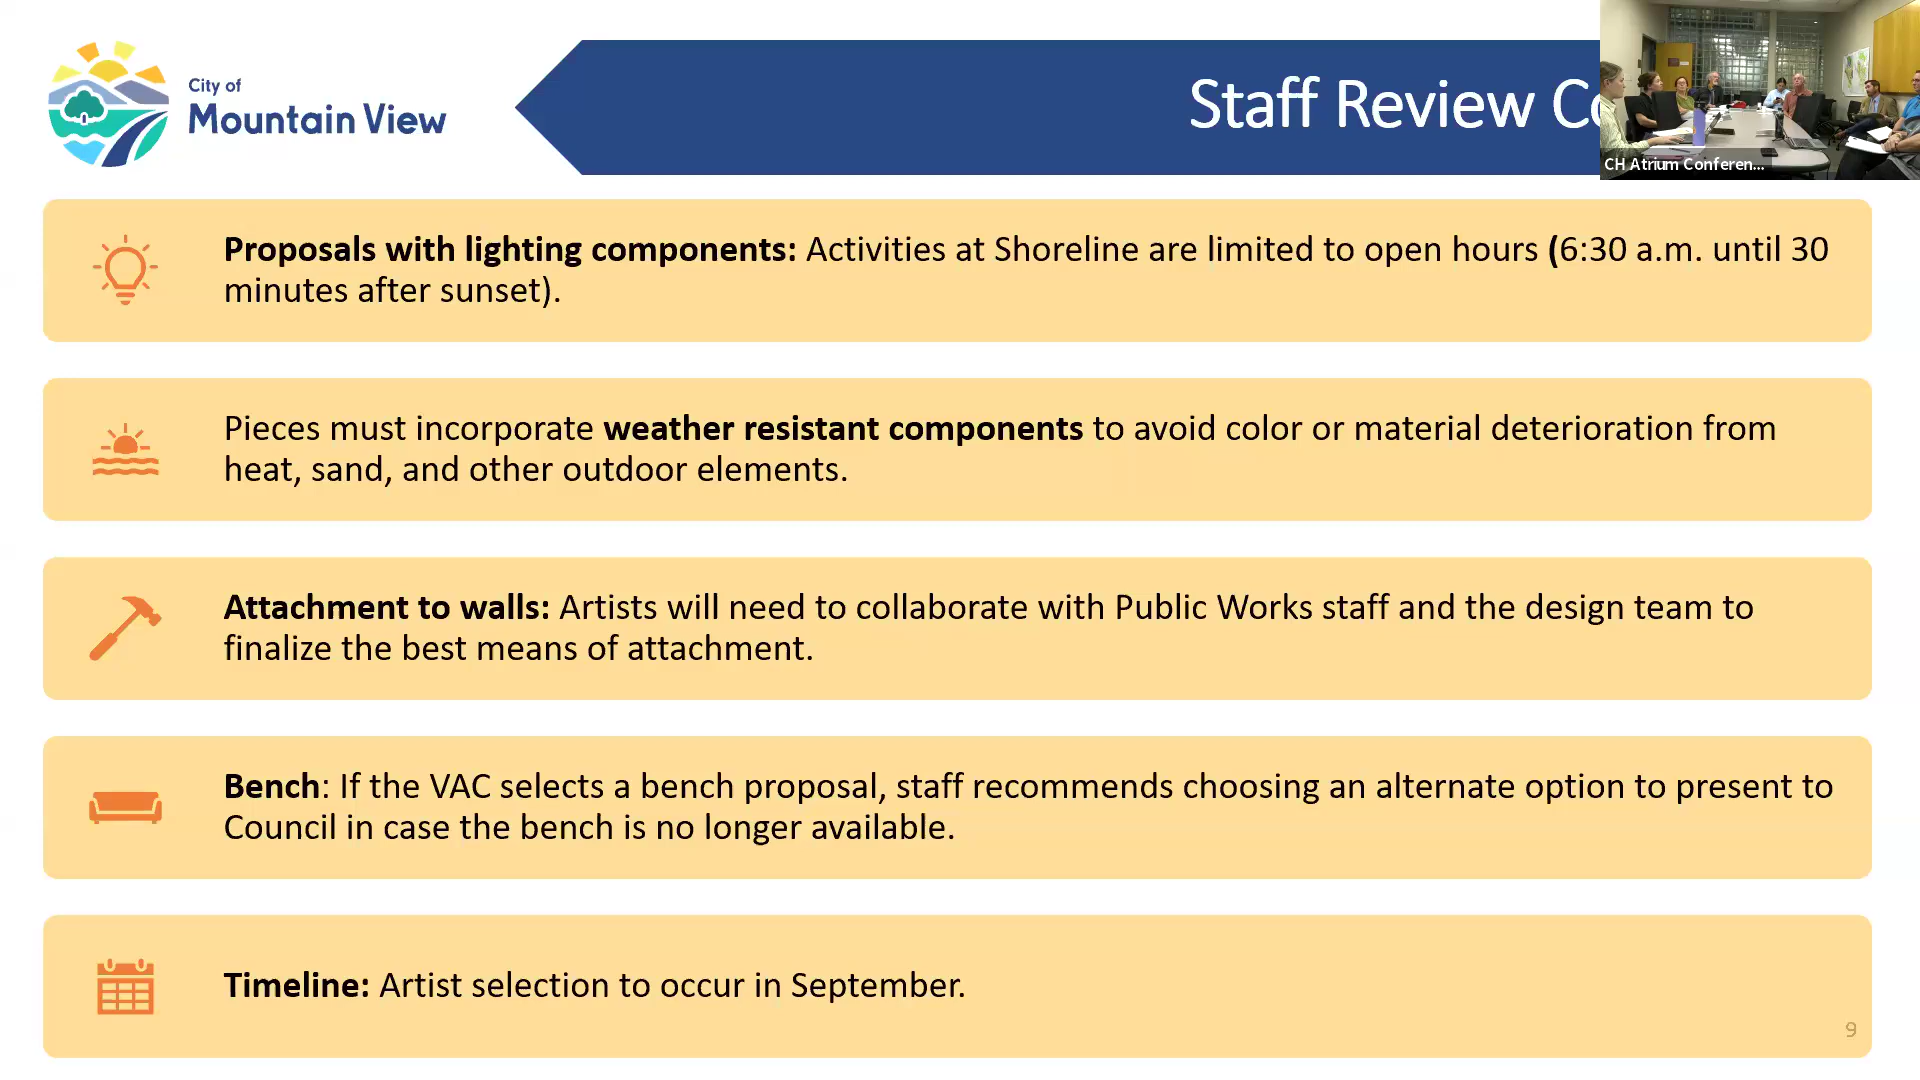 City of
Mountain View
Staff Review
CH Atrium Conferen...
Proposals with lighting components: Activities at Shoreline are limited to open hours (6:30 a.m. until 30
minutes after sunset).
Pieces must incorporate weather resistant components to avoid color or material deterioration from
heat, sand, and other outdoor elements.
Attachment to walls: Artists will need to collaborate with Public Works staff and the design team to
finalize the best means of attachment.
Bench: If the VAC selects a bench proposal, staff recommends choosing an alternate option to present to
Council in case the bench is no longer available.
Timeline: Artist selection to occur in September.
9